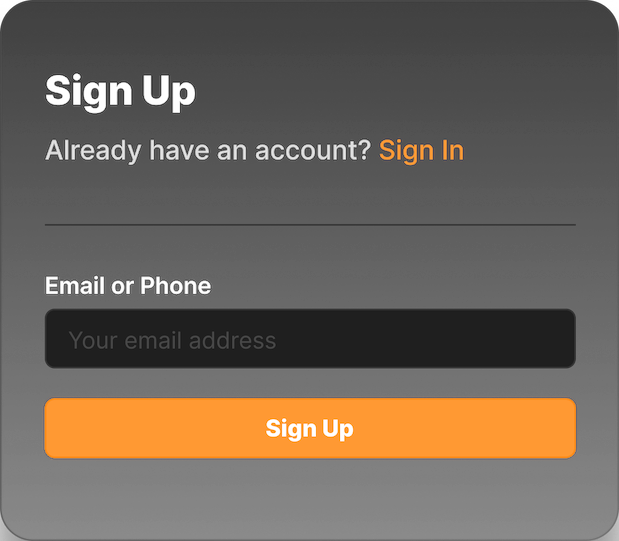 Sign Up
Already have an account? Sign In
Email or Phone
Your email address
Sign Up